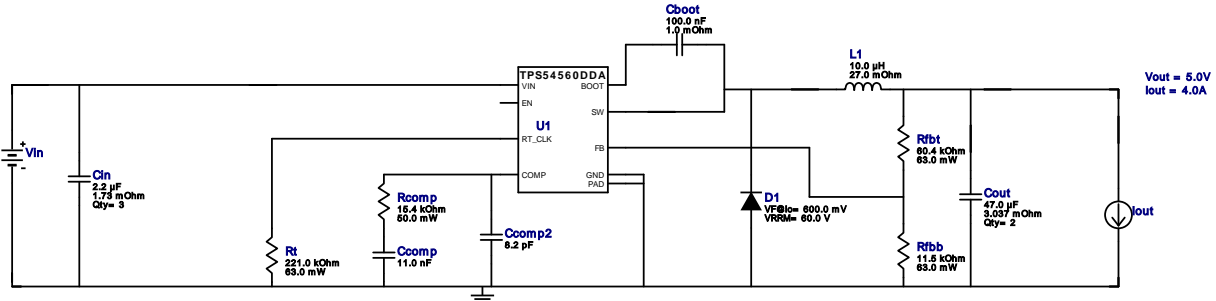 Cboot
100.0 nF
1.0 mOhm
TPS54560DDA
VIN
BOOT
EN
SW
U1
RT_CLK
FB
COMP
GND
PAD
L1
10.0 µH
27.0 mOhm
Vout = 5.0V
Iout = 4.0A
Vin
Cin
2.2 µF
1.73 mOhm
Qty= 3
Rfbt
60.4 kOhm
63.0 mW
Rcomp
15.4 kOhm
50.0 mW
D1
VF@Io= 600.0 mV
VRRM= 60.0 V
Cout
47.0 µF
3.037 mOhm
Qty= 2
Iout
Ccomp2
8.2 pF
Rt
221.0 kOhm
63.0 mW
Ccomp
11.0 nF
Rfbb
11.5 kOhm
63.0 mW